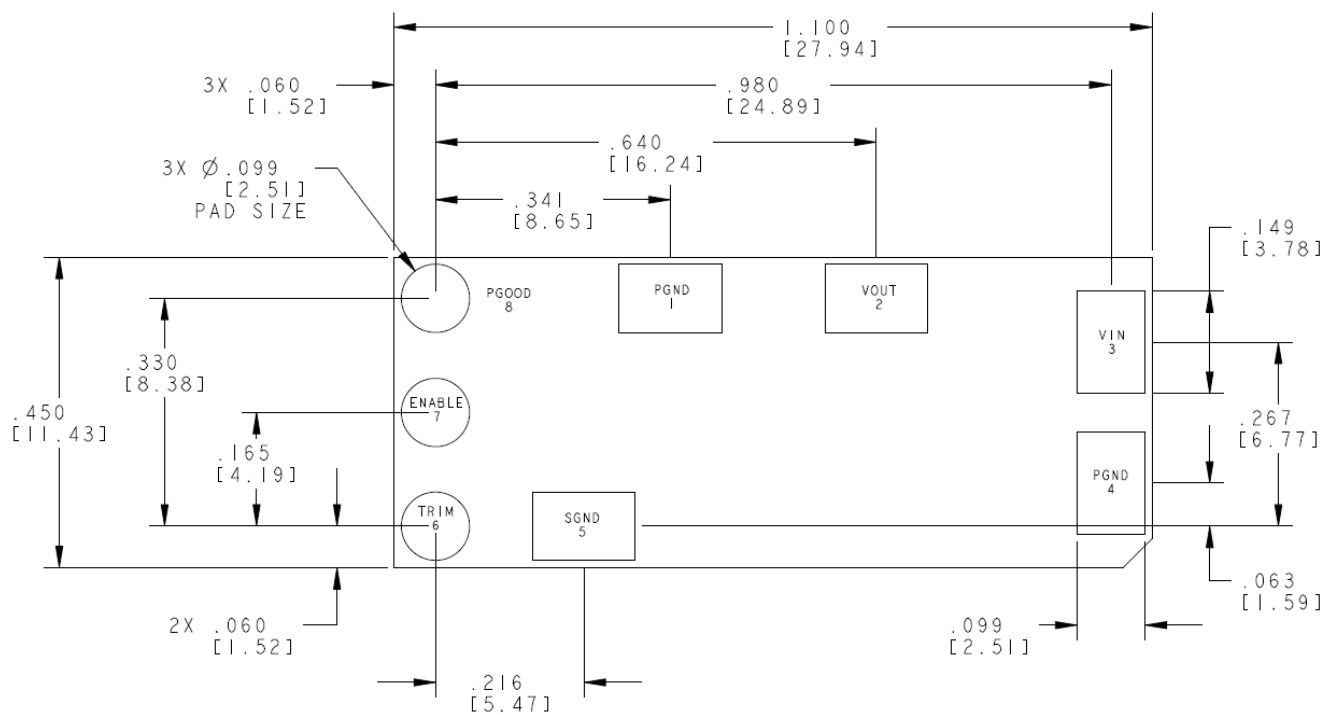 1.100
[27.94]
3X .060
[1.52]
.980
[24.89]
.640
[16.24]
3X Ø.099
[2.51]
PAD SIZE
.341
[8.65]
.149
[3.78]
PGOOD
8
PGND
1
VOUT
2
VIN
3
.330
[8.38]
ENABLE
7
.450
[11.43]
.267
[6.77]
.165
[4.19]
PGND
4
TRIM
6
SGND
5
.063
[1.59]
2X .060
[1.52]
.099
[2.51]
.216
[5.47]